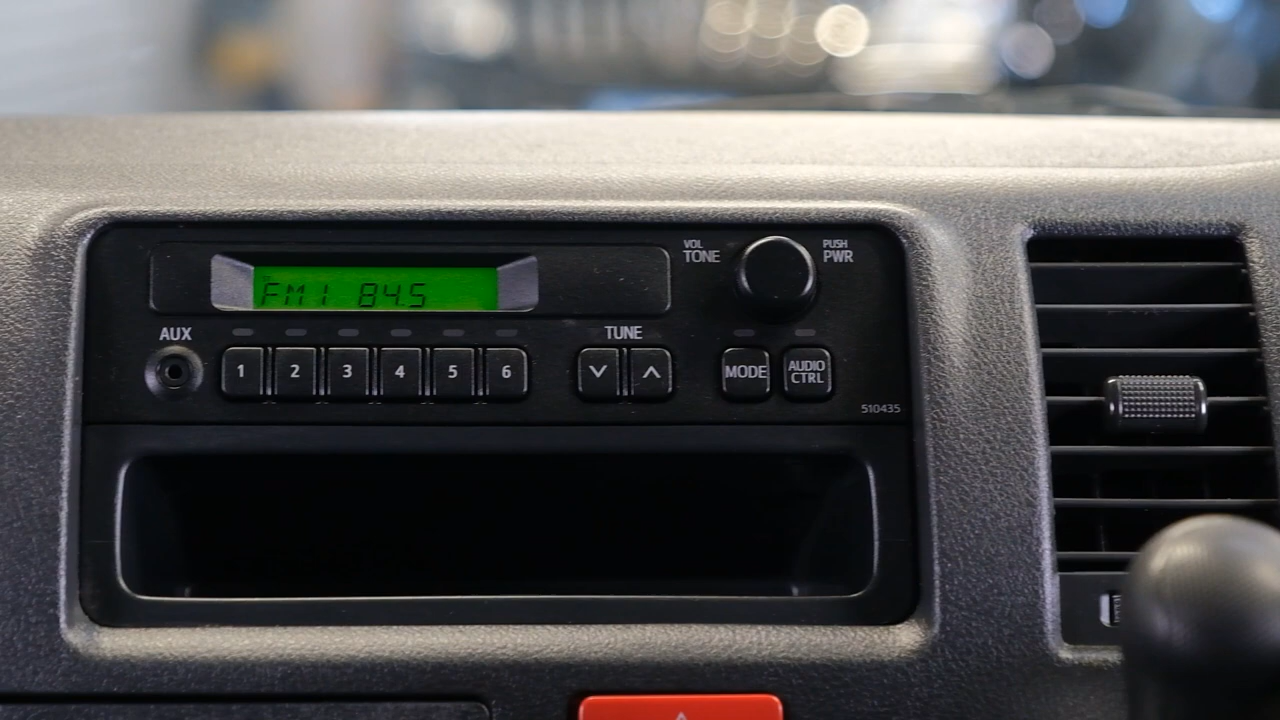 VOL
TONE
PUSH
PWR
FM1 84.5
AUX
TUNE
1 2 3 4 5 6
MODE
AUDIO
CTRL
510435